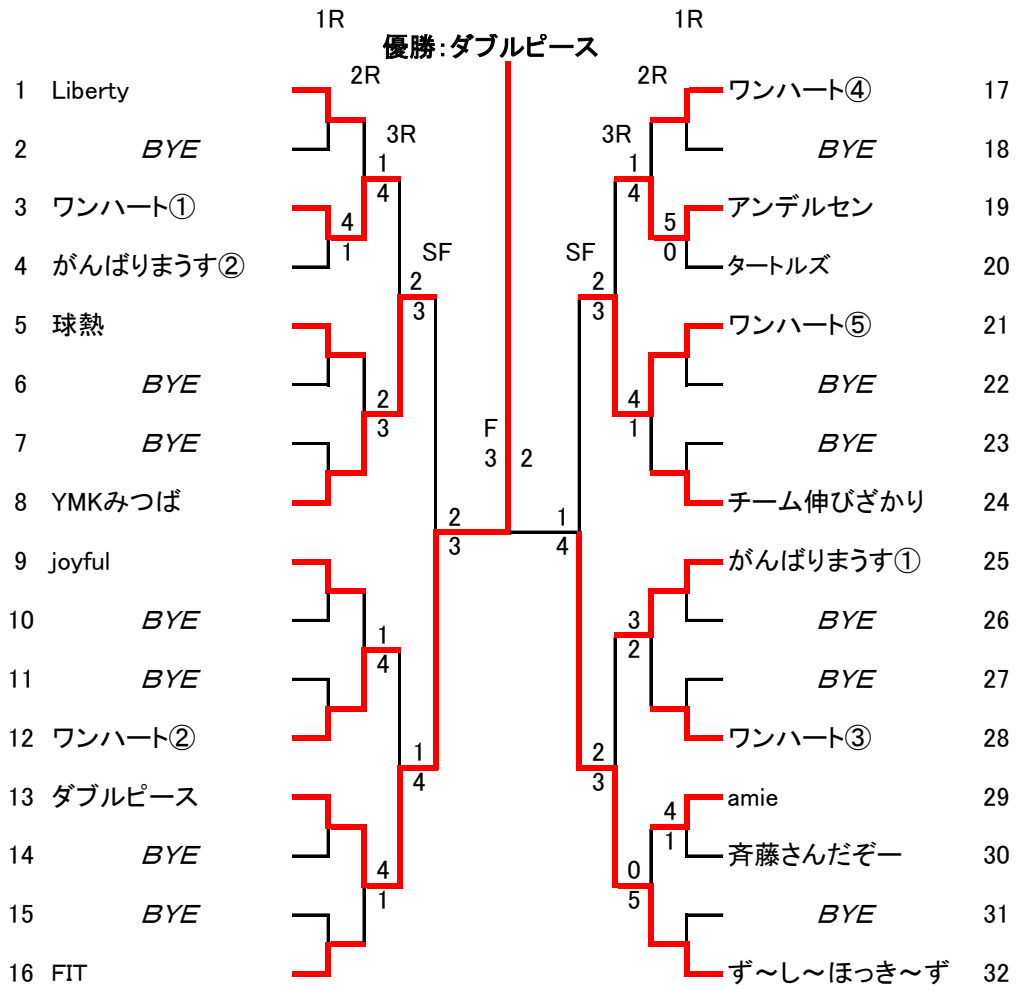 1R 1R
優勝：ダブルピース
2R 2R
1 Liberty ワンハート④ 17
3R 3R
2 BYE 1 1 BYE 18
4 4
3 ワンハート① 4 5 アンデルセン 19
1 0
4 がんばりまうす② SF SF タートルズ 20
2 2
3 3
5 球熱 ワンハート⑤ 21
6 BYE BYE 22
2 4
3 1
7 BYE F BYE 23
3 2
8 YMKみつば チーム伸びざかり 24
2 1
3 4
9 joyful がんばりまうす① 25
10 BYE 3 BYE 26
1 2
4
11 BYE BYE 27
12 ワンハート② ワンハート③ 28
1 2
4 3
13 ダブルピース amie 29
4
1
14 BYE 斉藤さんだぞー 30
4 0
1 5
15 BYE BYE 31
16 FIT ず～し～ほっき～ず 32